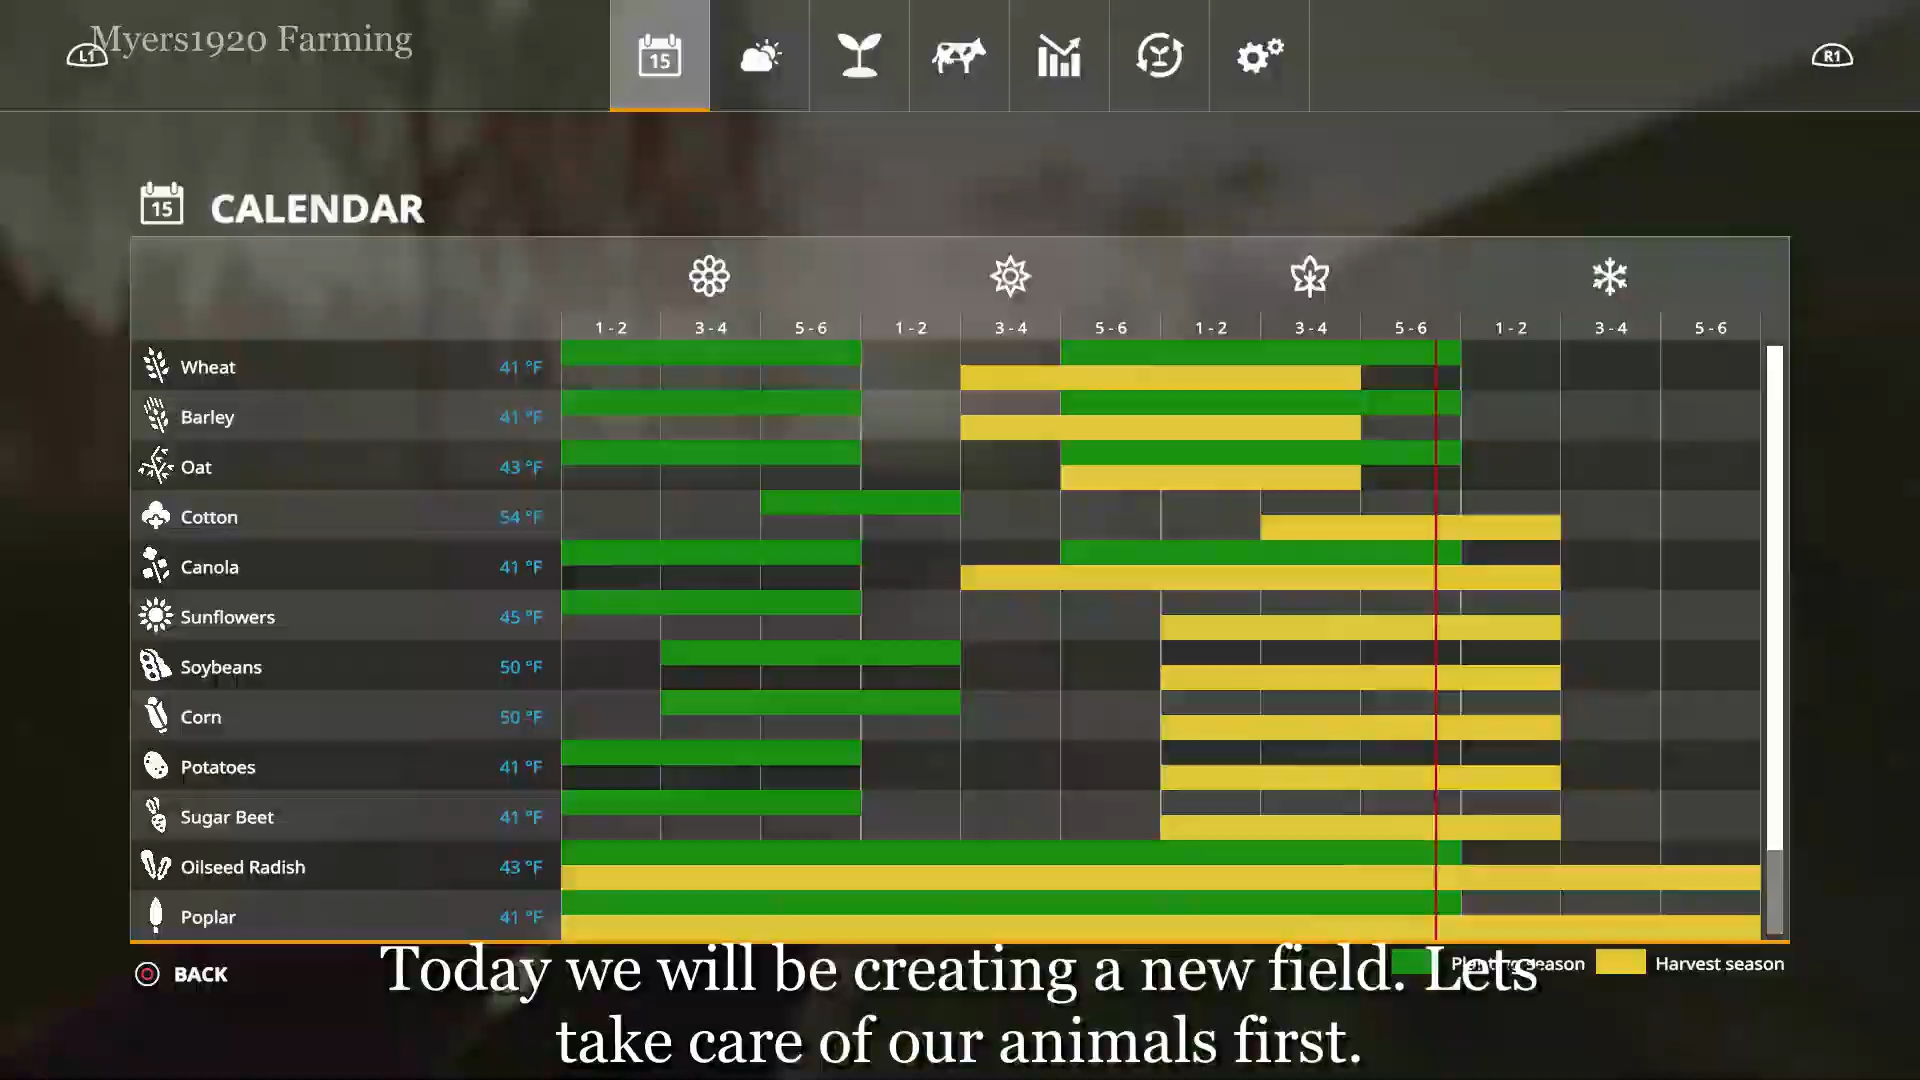 Myers1920 Farming
L1
15
R1
15 CALENDAR
1 - 2 3 - 4 5 - 6 1 - 2 3 - 4 5 - 6 1 - 2 3 - 4 5 - 6 1 - 2 3 - 4 5 - 6
Wheat 41 °F
Barley 41 °F
Oat 43 °F
Cotton 54 °F
Canola 41 °F
Sunflowers 45 °F
Soybeans 50 °F
Corn 50 °F
Potatoes 41 °F
Sugar Beet 41 °F
Oilseed Radish 43 °F
Poplar 41 °F
BACK
Planting season Harvest season
Today we will be creating a new field. Lets
take care of our animals first.